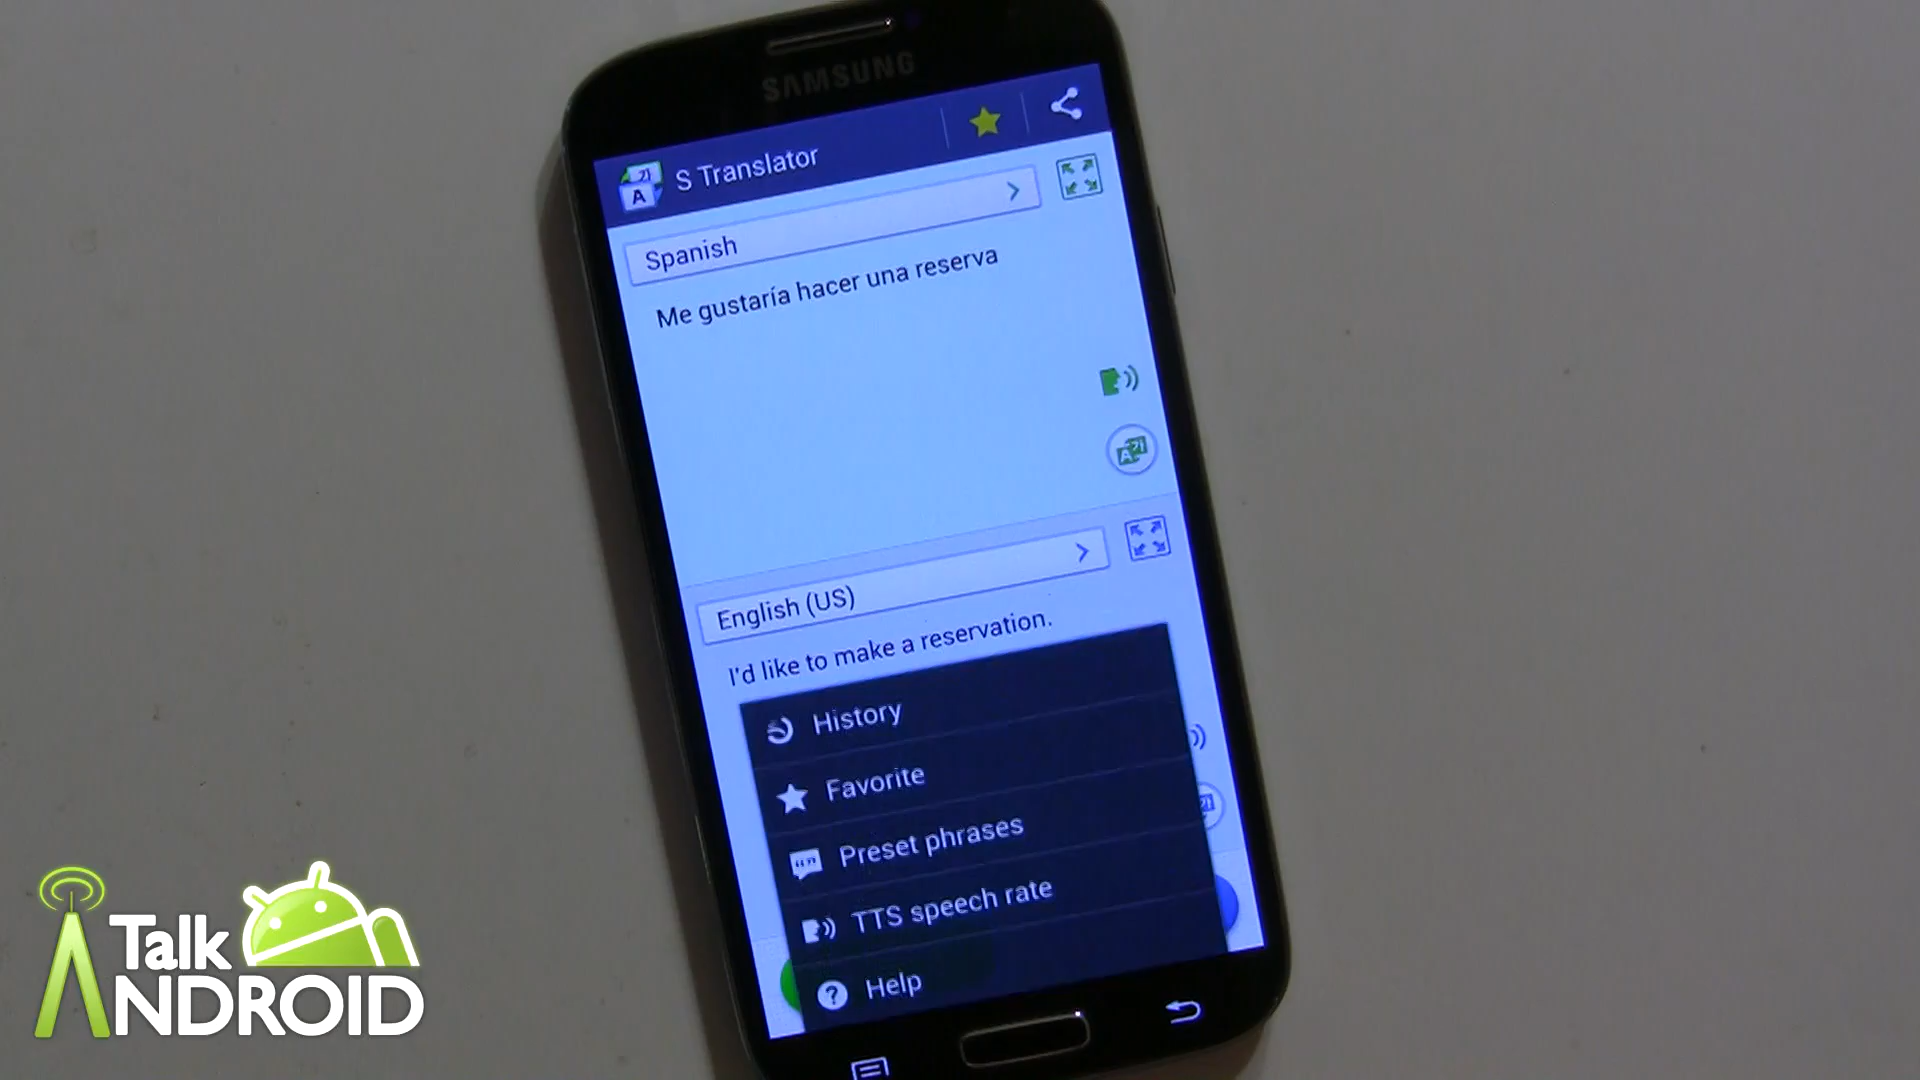 SAMSUNG
S Translator
Spanish
Me gustaría hacer una reserva
English (US)
I'd like to make a reservation.
History
Favorite
Preset phrases
TTS speech rate
Help
Talk
ANDROID